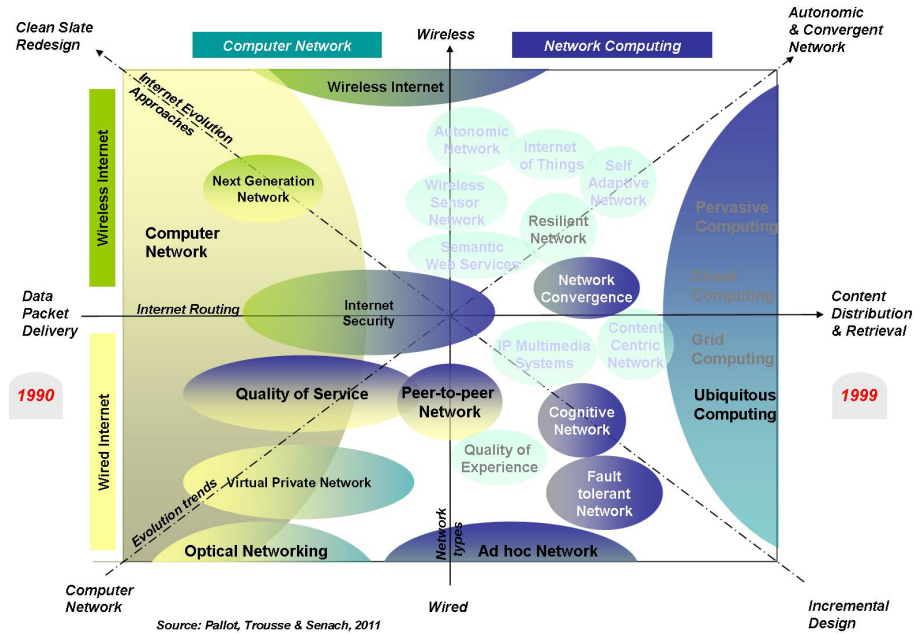 Clean Slate
Redesign
Computer Network
Wireless
Network Computing
Autonomic
& Convergent
Network
Internet Evolution
Approaches
Wireless Internet
Wireless Internet
Autonomic
Network
Internet
of Things
Self
Adaptive
Network
Next Generation
Network
Wireless
Sensor
Network
Resilient
Network
Pervasive
Computing
Computer
Network
Semantic
Web Services
Network
Convergence
Cloud
Computing
Data
Packet
Delivery
Internet Routing
Internet
Security
Content
Distribution
& Retrieval
IP Multimedia
Systems
Content
Centric
Network
Grid
Computing
1990
1999
Wired Internet
Quality of Service
Peer-to-peer
Network
Cognitive
Network
Ubiquitous
Computing
Quality of
Experience
Virtual Private Network
Fault
tolerant
Network
Evolution trends
Network
types
Optical Networking
Ad hoc Network
Computer
Network
Wired
Incremental
Design
Source: Pallot, Trousse & Senach, 2011